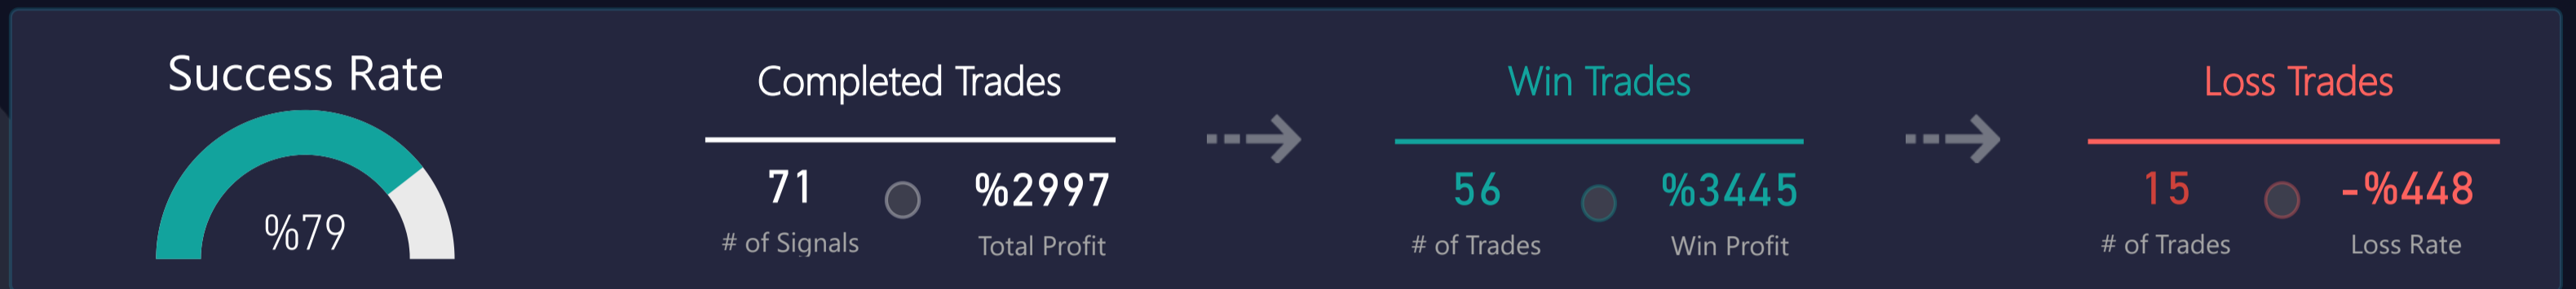 Success Rate
%79
Completed Trades
71
# of Signals
%2997
Total Profit
Win Trades
56
# of Trades
%3445
Win Profit
Loss Trades
15
# of Trades
-%448
Loss Rate